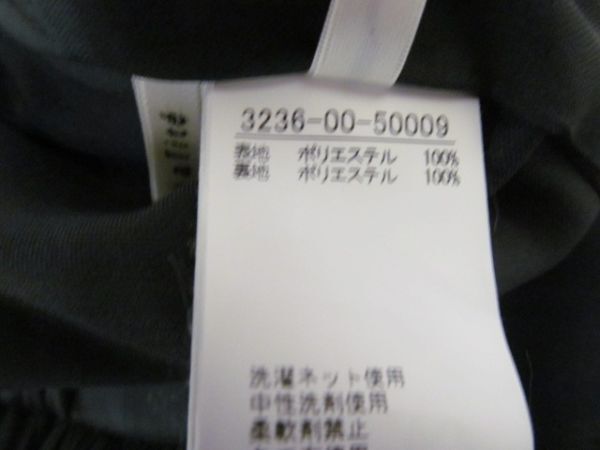 3236-00-50009
表地 ポリエステル 100%
裏地 ポリエステル 100%
洗濯ネット使用
中性洗剤使用
柔軟剤禁止